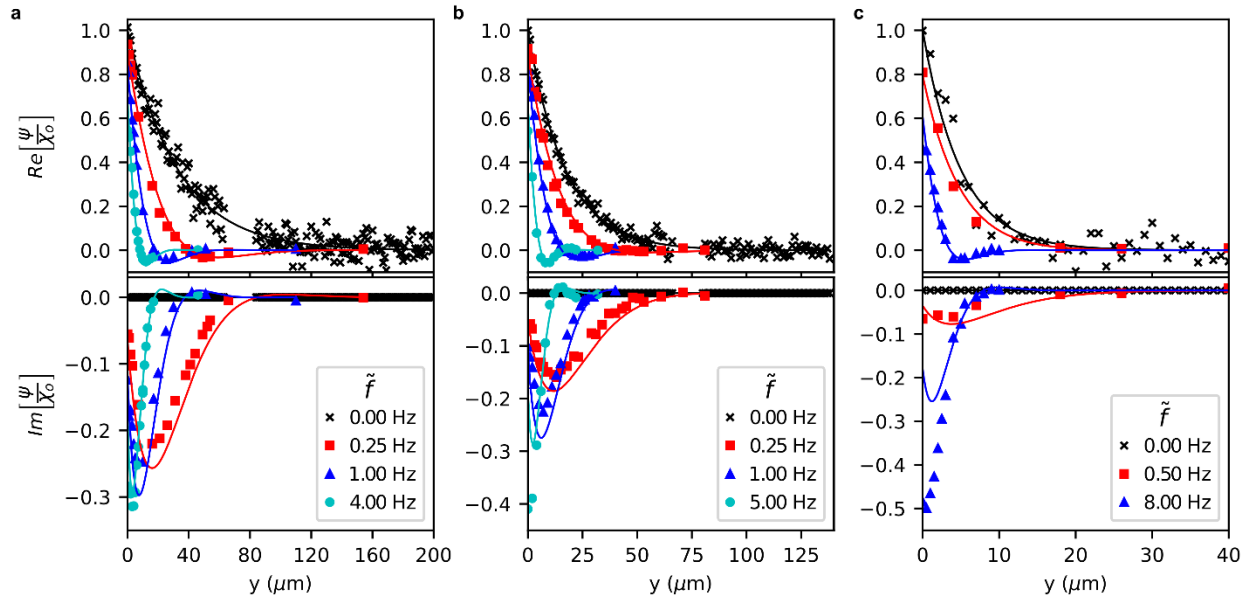 a
b
c
Re[ψ/χ₀]
1.0
0.8
0.6
0.4
0.2
0.0
1.0
0.8
0.6
0.4
0.2
0.0
1.0
0.8
0.6
0.4
0.2
0.0
Im[ψ/χ₀]
0.0
−0.1
−0.2
−0.3
f̃
0.00 Hz
0.25 Hz
1.00 Hz
4.00 Hz
0 40 80 120 160 200
y (μm)
0.0
−0.1
−0.2
−0.3
−0.4
f̃
0.00 Hz
0.25 Hz
1.00 Hz
5.00 Hz
0 25 50 75 100 125
y (μm)
0.0
−0.1
−0.2
−0.3
−0.4
−0.5
f̃
0.00 Hz
0.50 Hz
8.00 Hz
0 10 20 30 40
y (μm)